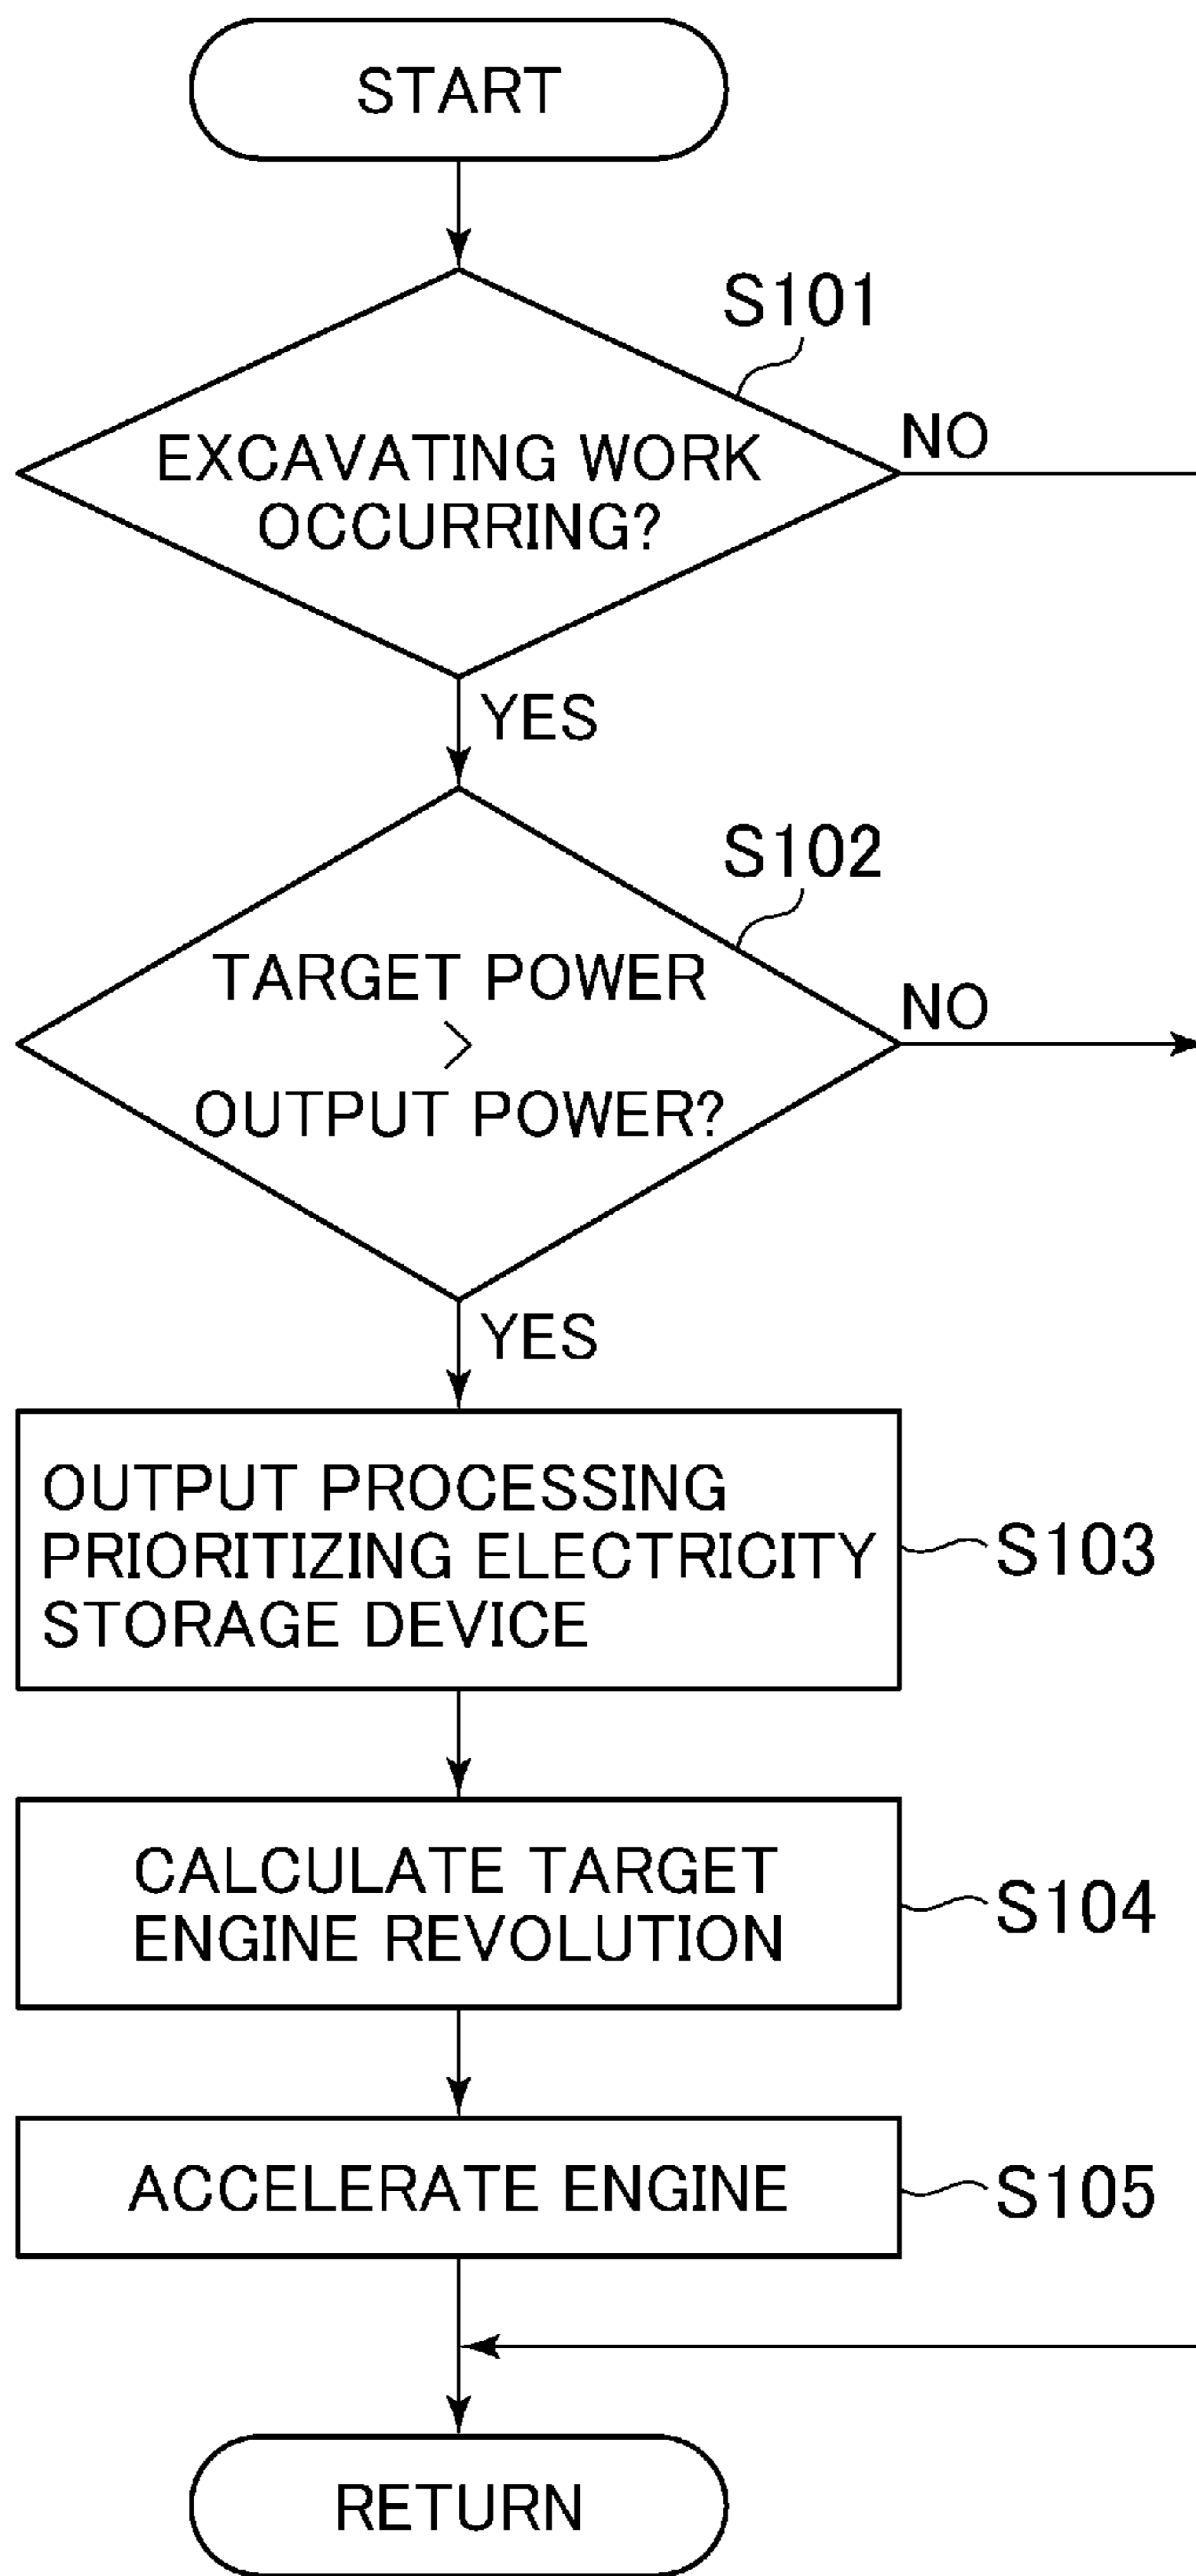 START
S101
EXCAVATING WORK
OCCURRING?
NO
YES
S102
TARGET POWER
>
OUTPUT POWER?
NO
YES
OUTPUT PROCESSING
PRIORITIZING ELECTRICITY
STORAGE DEVICE
S103
CALCULATE TARGET
ENGINE REVOLUTION
S104
ACCELERATE ENGINE
S105
RETURN